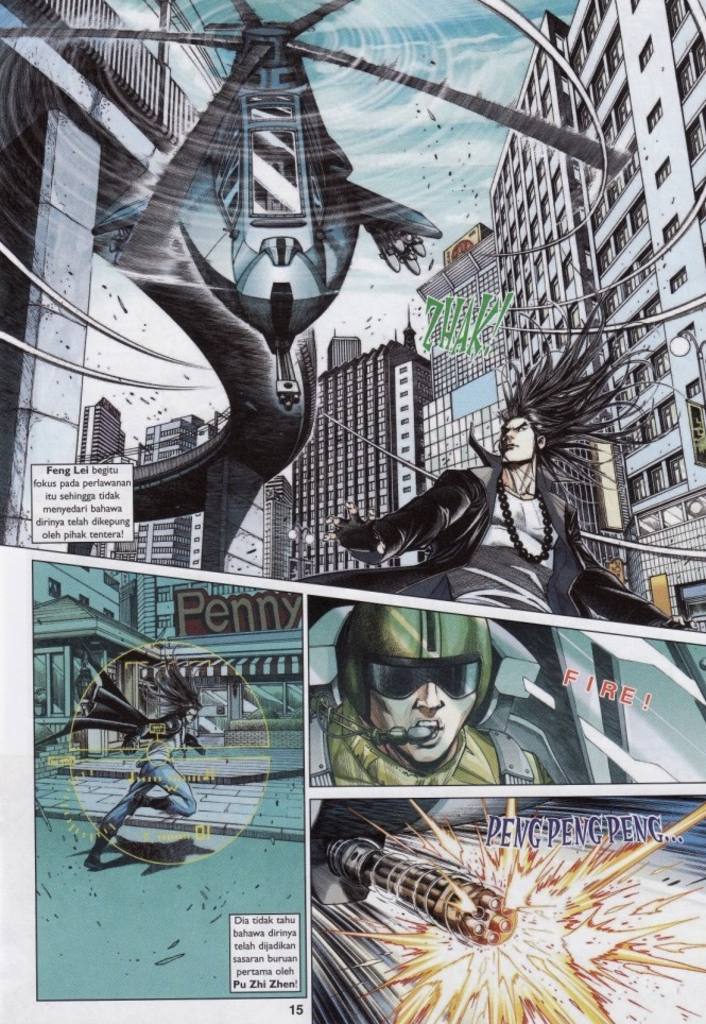 ZHAK!
Feng Lei begitu
fokus pada perlawanan
itu sehingga tidak
menyedari bahawa
dirinya telah dikepung
oleh pihak tentera!
Penny
FIRE!
PENG PENG PENG...
Dia tidak tahu
bahawa dirinya
telah dijadikan
sasaran buruan
pertama oleh
Pu Zhi Zhen!
15